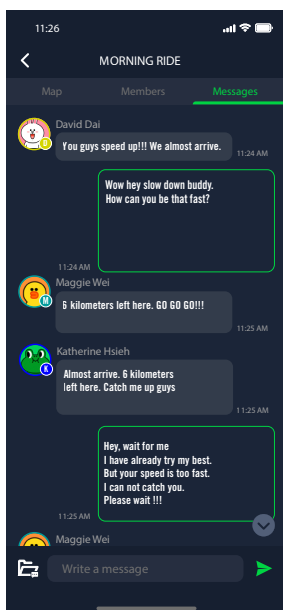 11:26
MORNING RIDE
Map Members Messages
David Dai
D
You guys speed up!!! We almost arrive.
11:24 AM
Wow hey slow down buddy.
How can you be that fast?
11:24 AM
Maggie Wei
M
6 kilometers left here. GO GO GO!!!
11:25 AM
Katherine Hsieh
K
Almost arrive. 6 kilometers
left here. Catch me up guys
11:25 AM
Hey, wait for me
I have already try my best.
But your speed is too fast.
I can not catch you.
Please wait !!!
11:25 AM
Maggie Wei
Write a message